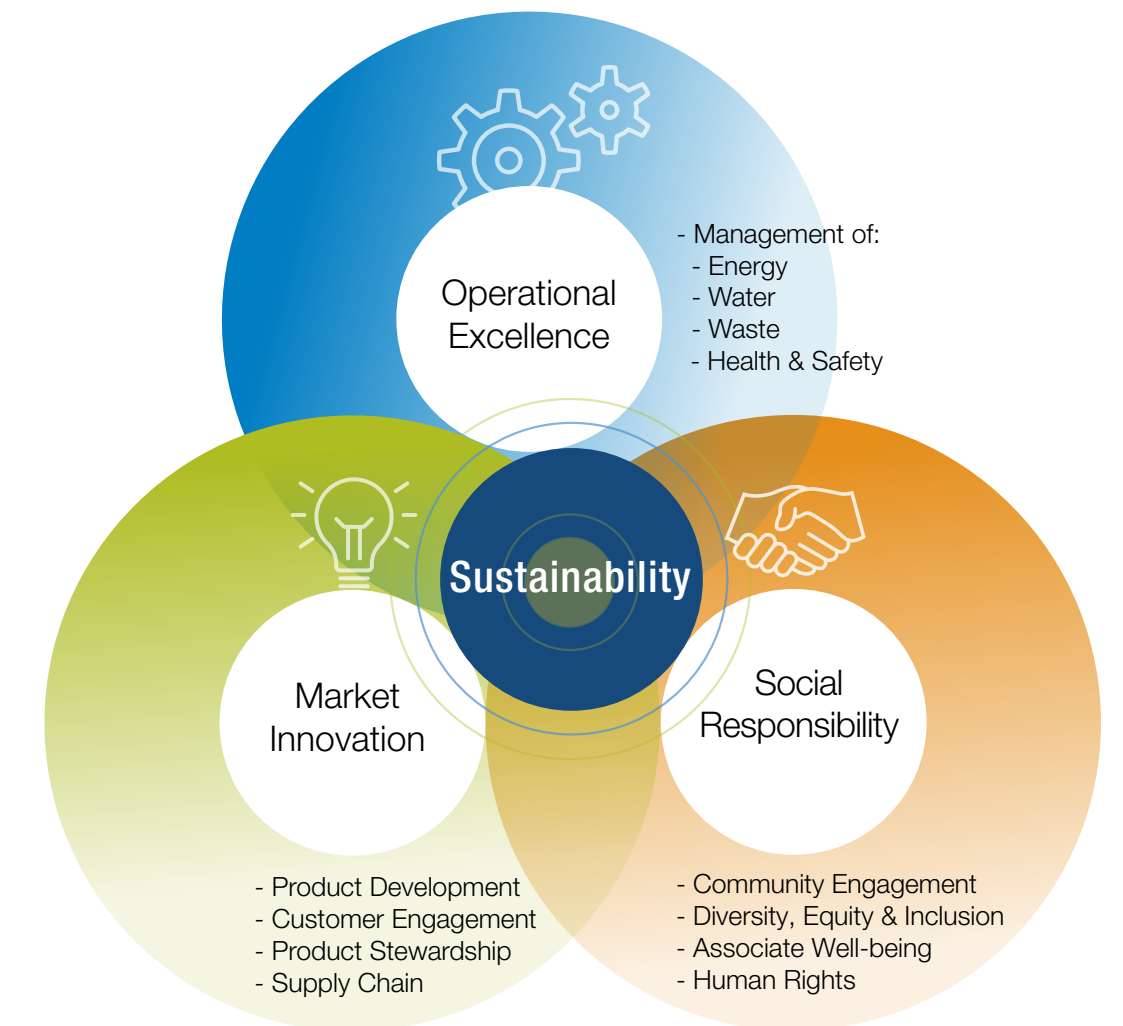 Operational
Excellence
- Management of:
- Energy
- Water
- Waste
- Health & Safety
Sustainability
Market
Innovation
- Product Development
- Customer Engagement
- Product Stewardship
- Supply Chain
Social
Responsibility
- Community Engagement
- Diversity, Equity & Inclusion
- Associate Well-being
- Human Rights